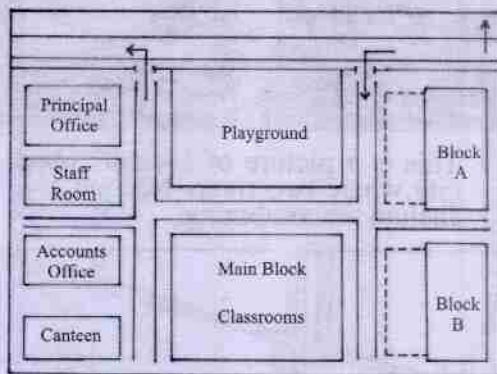 Principal
Office
Staff
Room
Accounts
Office
Canteen
Playground
Main Block
Classrooms
Block
A
Block
B